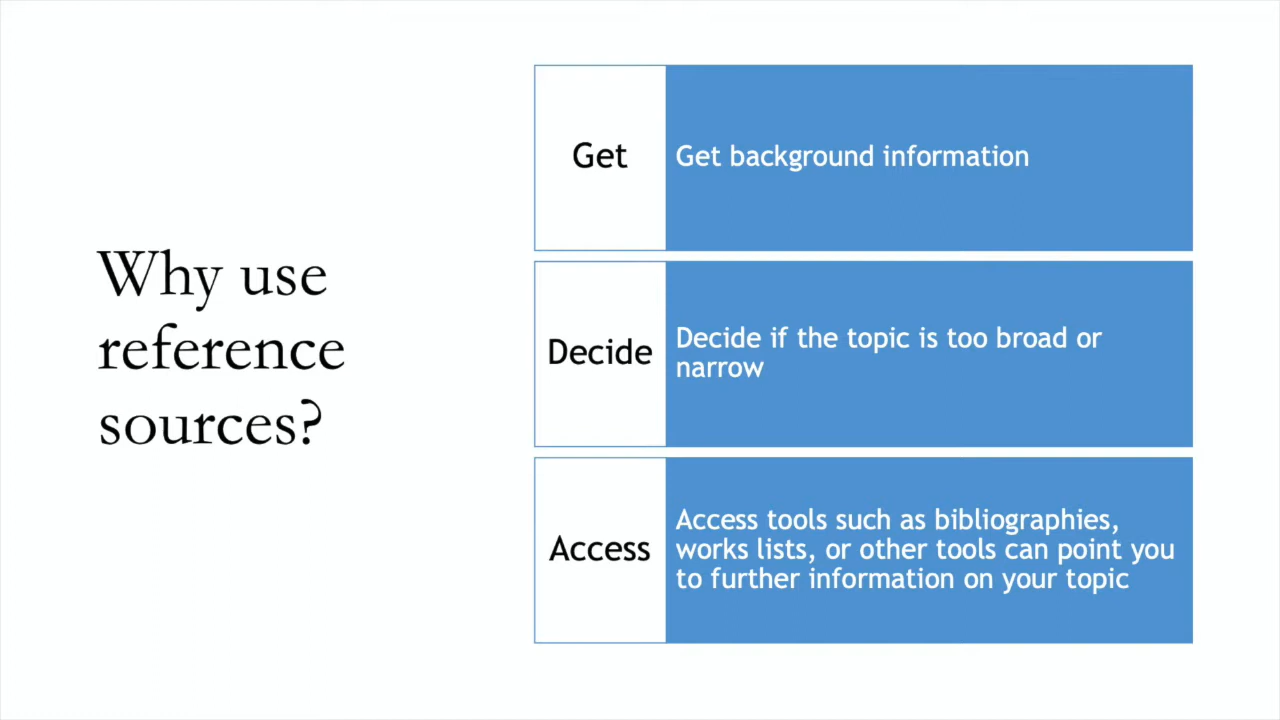 Why use
reference
sources?
Get
Get background information
Decide
Decide if the topic is too broad or
narrow
Access
Access tools such as bibliographies,
works lists, or other tools can point you
to further information on your topic